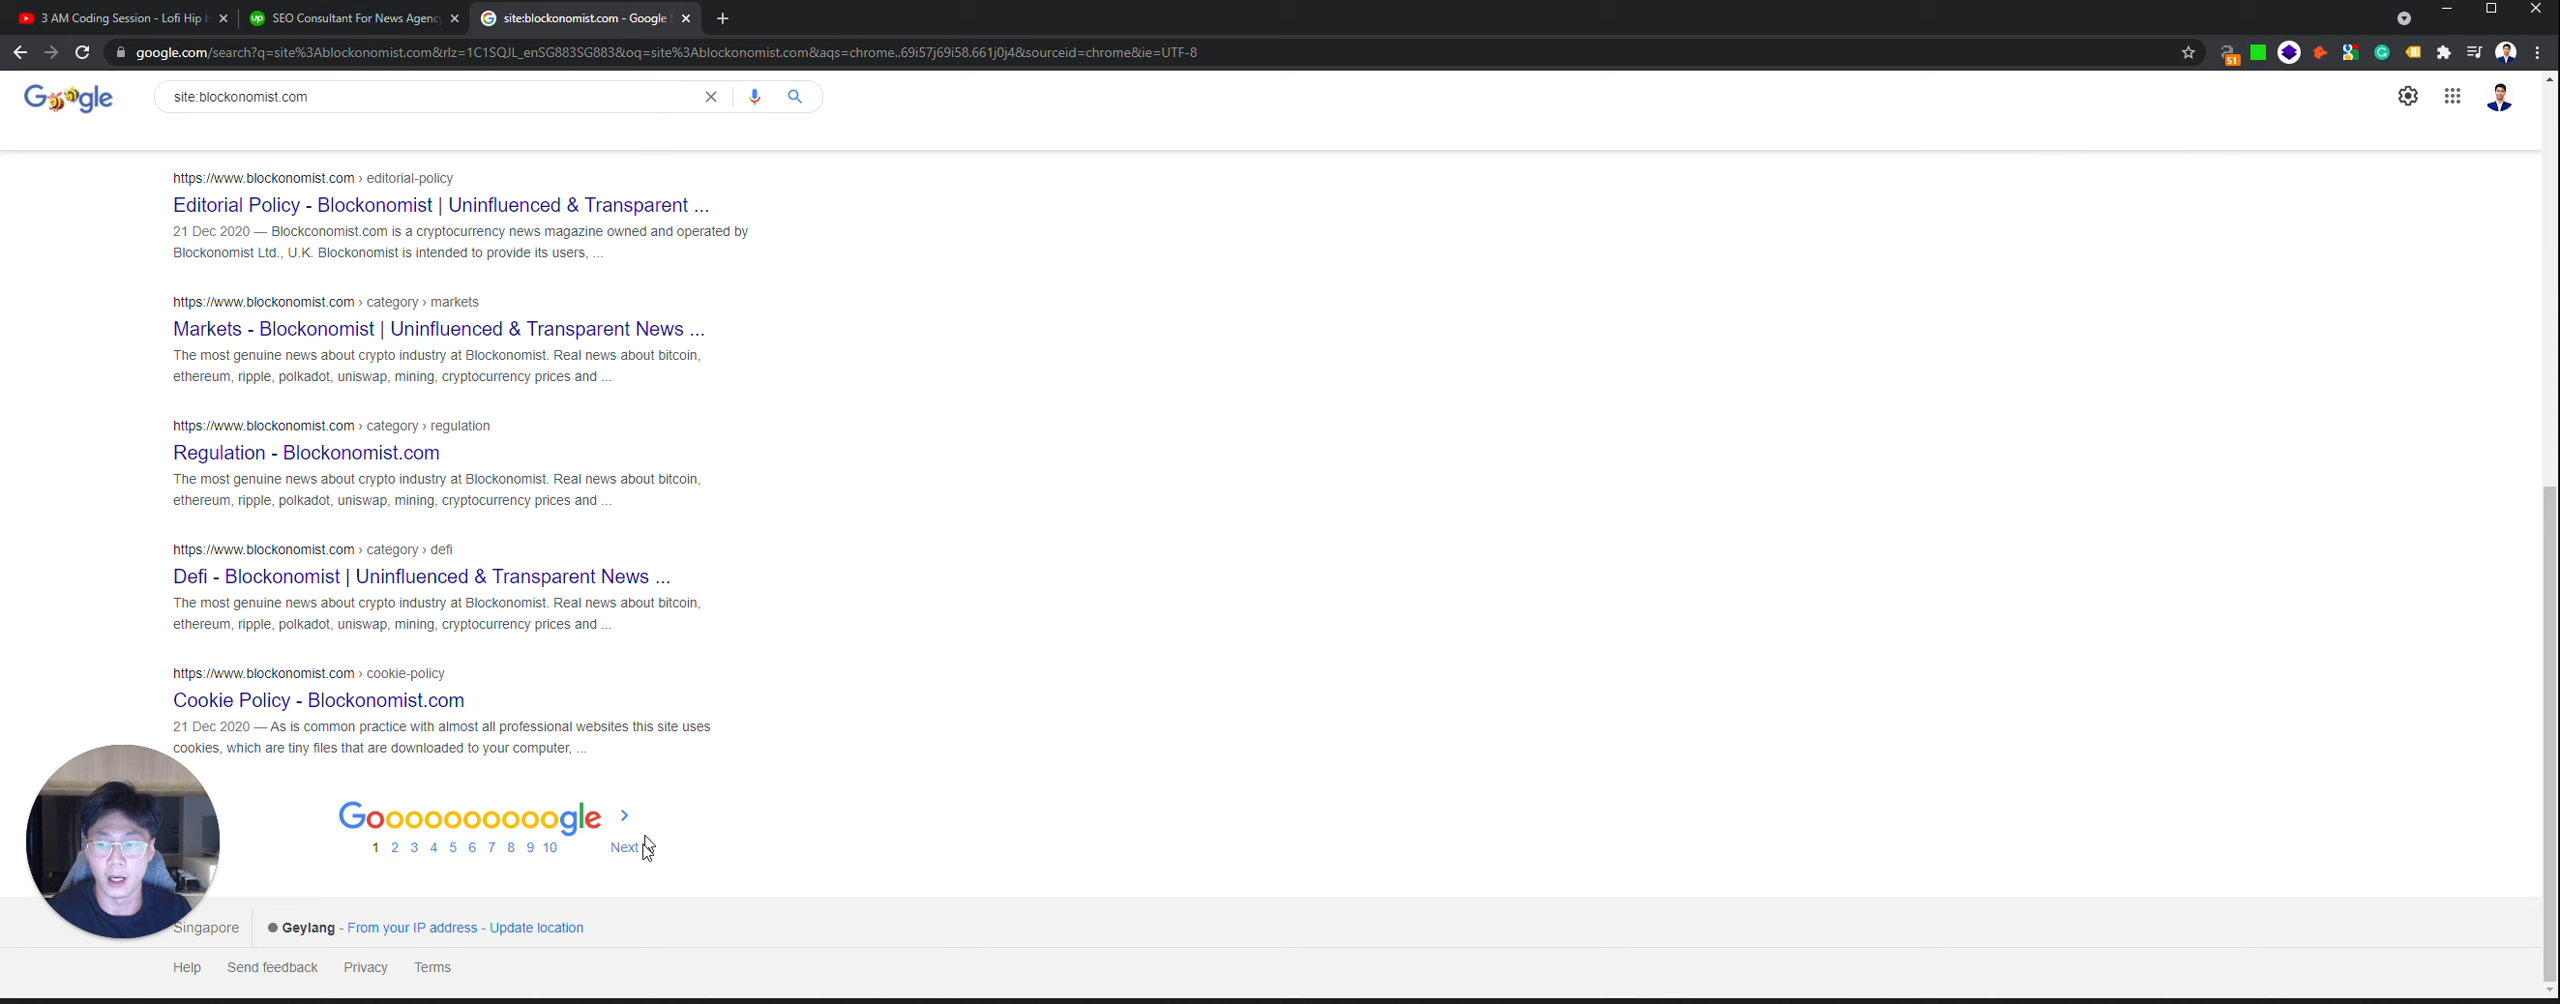 3 AM Coding Session - Lofi Hip H
SEO Consultant For News Agenc
site:blockonomist.com - Google S
google.com/search?q=site%3Ablockonomist.com&rlz=1C1SQJL_enSG883SG883&oq=site%3Ablockonomist.com&aqs=chrome..69i57j69i58.661j0j4&sourceid=chrome&ie=UTF-8
51
Google
site:blockonomist.com
https://www.blockonomist.com › editorial-policy
Editorial Policy - Blockonomist | Uninfluenced & Transparent ...
21 Dec 2020 — Blockconomist.com is a cryptocurrency news magazine owned and operated by
Blockonomist Ltd., U.K. Blockonomist is intended to provide its users, ...
https://www.blockonomist.com › category › markets
Markets - Blockonomist | Uninfluenced & Transparent News ...
The most genuine news about crypto industry at Blockonomist. Real news about bitcoin,
ethereum, ripple, polkadot, uniswap, mining, cryptocurrency prices and ...
https://www.blockonomist.com › category › regulation
Regulation - Blockonomist.com
The most genuine news about crypto industry at Blockonomist. Real news about bitcoin,
ethereum, ripple, polkadot, uniswap, mining, cryptocurrency prices and ...
https://www.blockonomist.com › category › defi
Defi - Blockonomist | Uninfluenced & Transparent News ...
The most genuine news about crypto industry at Blockonomist. Real news about bitcoin,
ethereum, ripple, polkadot, uniswap, mining, cryptocurrency prices and ...
https://www.blockonomist.com › cookie-policy
Cookie Policy - Blockonomist.com
21 Dec 2020 — As is common practice with almost all professional websites this site uses
cookies, which are tiny files that are downloaded to your computer, ...
Goooooooooogle >
1 2 3 4 5 6 7 8 9 10 Next
Singapore
Geylang - From your IP address - Update location
Help Send feedback Privacy Terms